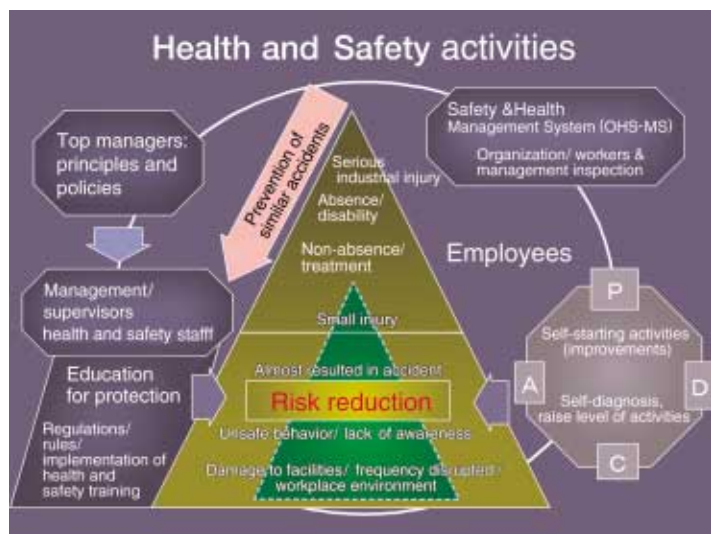 Health and Safety activities
Top managers:
principles and
policies
Prevention of
similar accidents
Safety &Health
Management System (OHS-MS)
Organization/ workers &
management inspection
Serious
industrial injury
Absence/
disability
Non-absence/
treatment
Small injury
Employees
Management/
supervisors
health and safety stafff
Education
for protection
Regulations/
rules/
implementation of
health and
safety training
Almost resulted in accident
Risk reduction
Unsafe behavior/ lack of awareness
Damage to facilities/ frequency disrupted/
workplace environment
P
Self-starting activities
(improvements)
A
D
Self-diagnosis,
raise level of activities
C